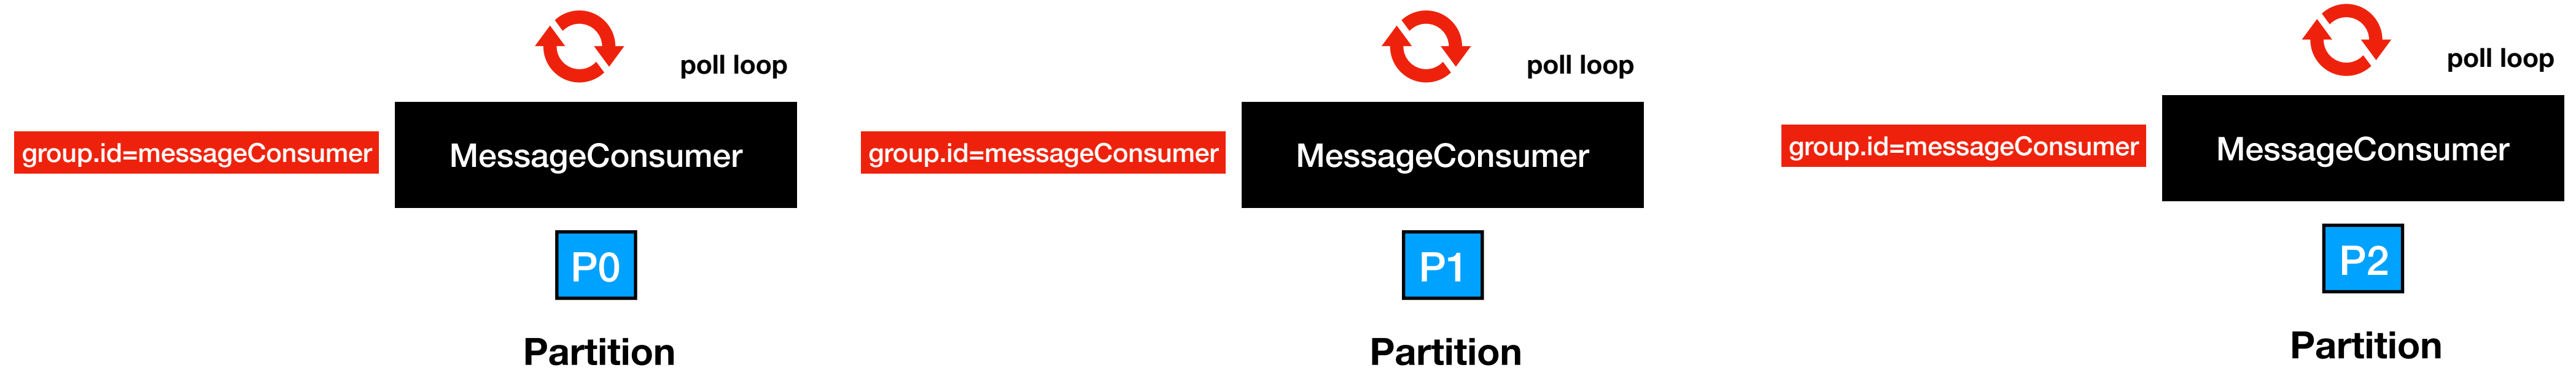 poll loop
group.id=messageConsumer
MessageConsumer
P0
Partition
poll loop
group.id=messageConsumer
MessageConsumer
P1
Partition
poll loop
group.id=messageConsumer
MessageConsumer
P2
Partition